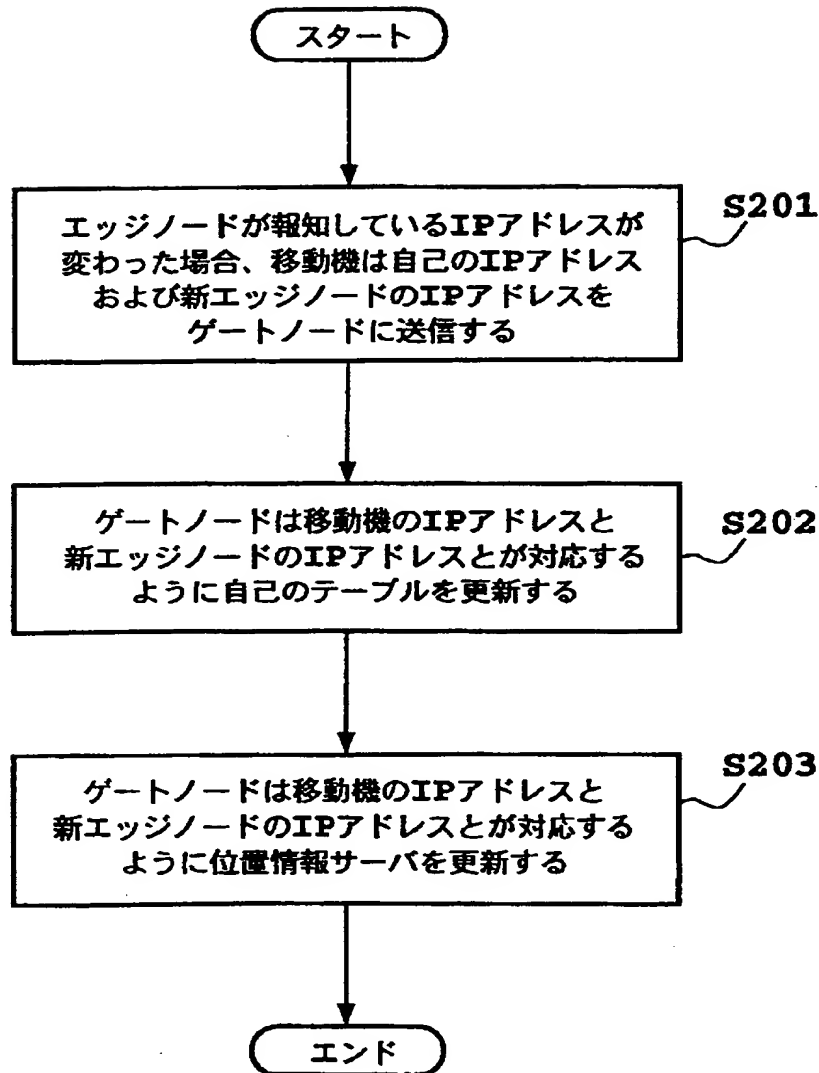 スタート
S201
エッジノードが報知しているIPアドレスが
変わった場合、移動機は自己のIPアドレス
および新エッジノードのIPアドレスを
ゲートノードに送信する
S202
ゲートノードは移動機のIPアドレスと
新エッジノードのIPアドレスとが対応する
ように自己のテーブルを更新する
S203
ゲートノードは移動機のIPアドレスと
新エッジノードのIPアドレスとが対応する
ように位置情報サーバを更新する
エンド